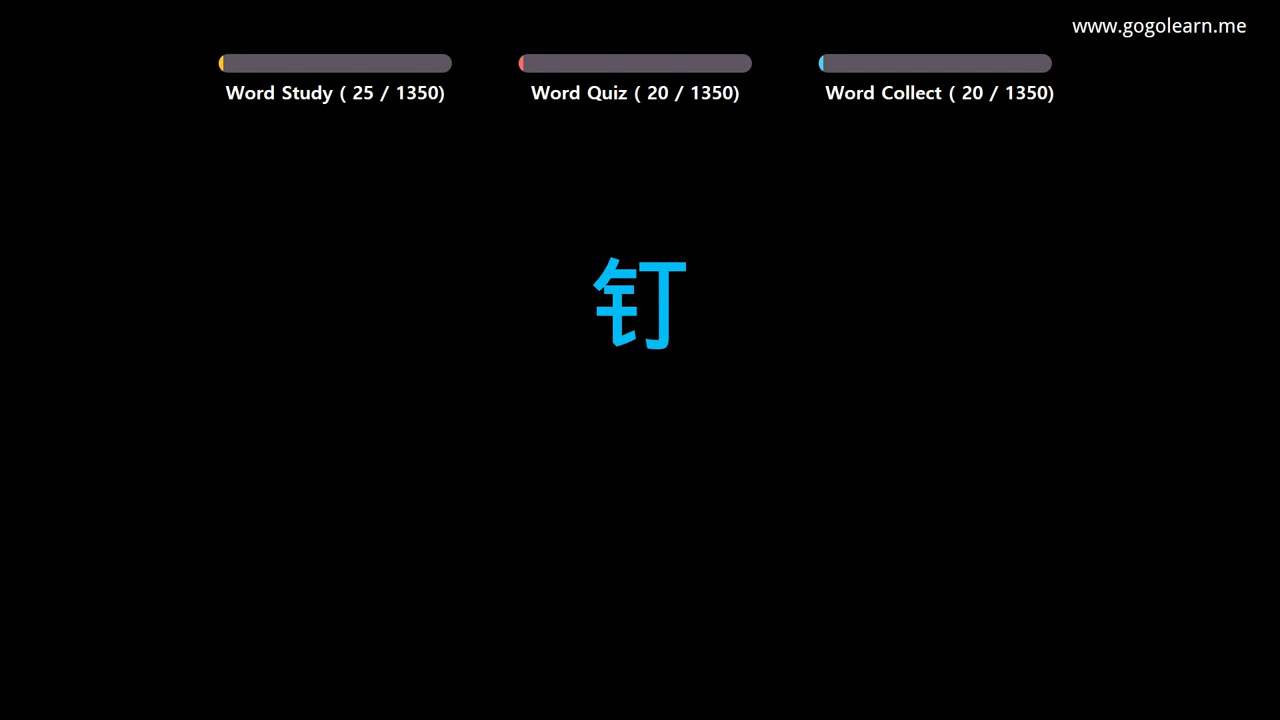 www.gogolearn.me
Word Study ( 25 / 1350) Word Quiz ( 20 / 1350) Word Collect ( 20 / 1350)
钉